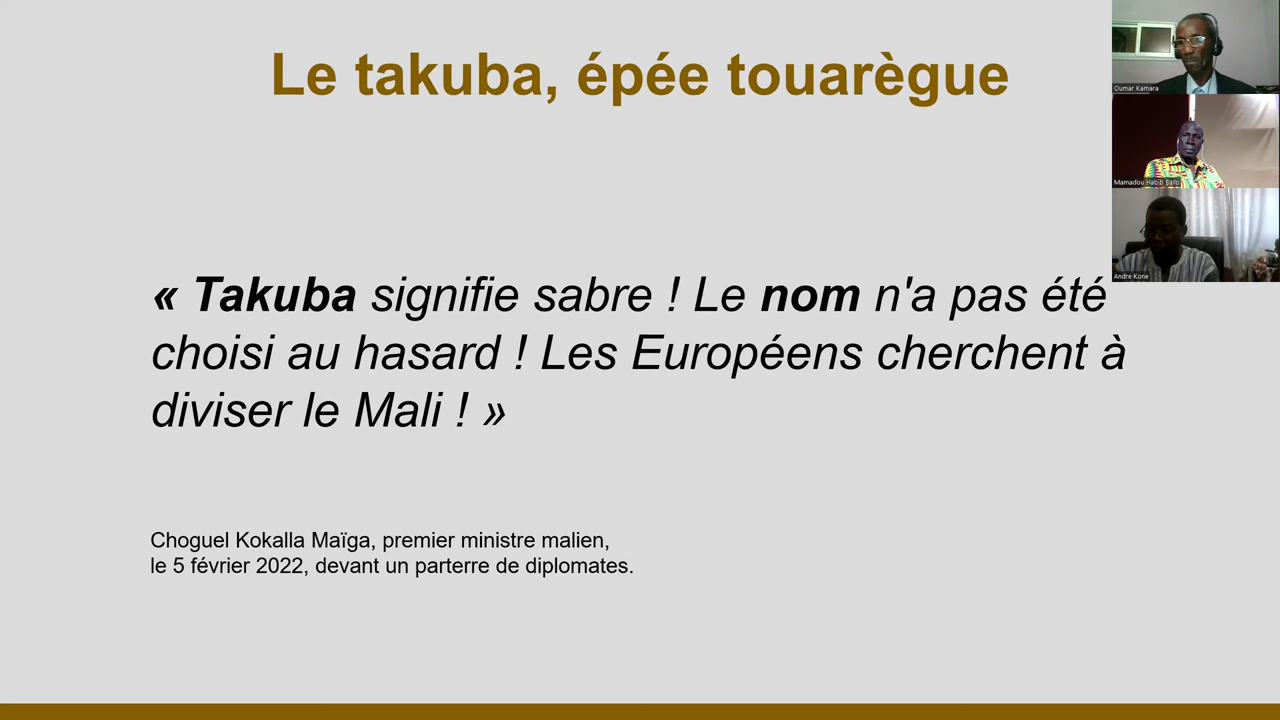 Le takuba, épée touarègue
Oumar Kamara
Mamadou Habib Ballo
Andre Kone
« Takuba signifie sabre ! Le nom n'a pas été
choisi au hasard ! Les Européens cherchent à
diviser le Mali ! »
Choguel Kokalla Maïga, premier ministre malien,
le 5 février 2022, devant un parterre de diplomates.